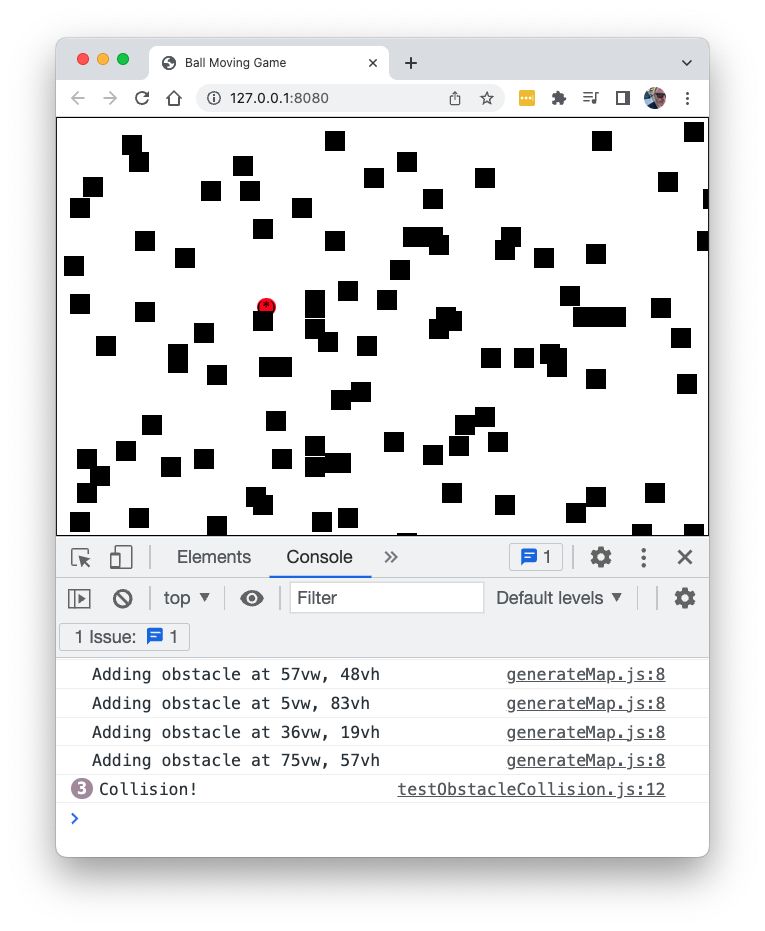 Ball Moving Game
127.0.0.1:8080
*
Elements Console 1
top Filter Default levels
1 Issue: 1
Adding obstacle at 57vw, 48vh generateMap.js:8
Adding obstacle at 5vw, 83vh generateMap.js:8
Adding obstacle at 36vw, 19vh generateMap.js:8
Adding obstacle at 75vw, 57vh generateMap.js:8
3 Collision! testObstacleCollision.js:12